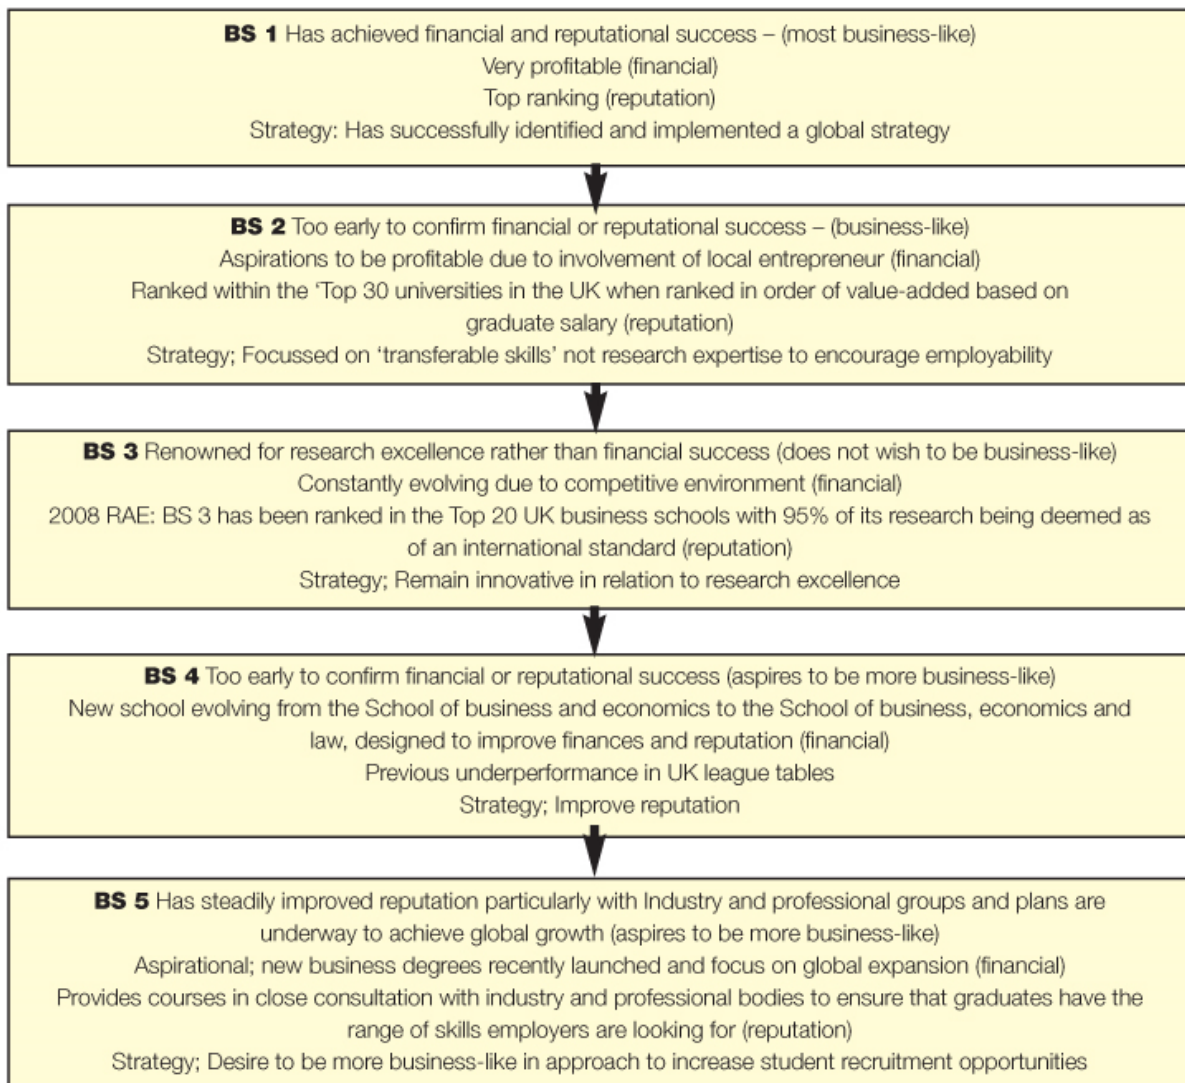 BS 1 Has achieved financial and reputational success – (most business-like)
Very profitable (financial)
Top ranking (reputation)
Strategy: Has successfully identified and implemented a global strategy
BS 2 Too early to confirm financial or reputational success – (business-like)
Aspirations to be profitable due to involvement of local entrepreneur (financial)
Ranked within the ‘Top 30 universities in the UK when ranked in order of value-added based on
graduate salary (reputation)
Strategy; Focussed on ‘transferable skills’ not research expertise to encourage employability
BS 3 Renowned for research excellence rather than financial success (does not wish to be business-like)
Constantly evolving due to competitive environment (financial)
2008 RAE: BS 3 has been ranked in the Top 20 UK business schools with 95% of its research being deemed as
of an international standard (reputation)
Strategy; Remain innovative in relation to research excellence
BS 4 Too early to confirm financial or reputational success (aspires to be more business-like)
New school evolving from the School of business and economics to the School of business, economics and
law, designed to improve finances and reputation (financial)
Previous underperformance in UK league tables
Strategy; Improve reputation
BS 5 Has steadily improved reputation particularly with Industry and professional groups and plans are
underway to achieve global growth (aspires to be more business-like)
Aspirational; new business degrees recently launched and focus on global expansion (financial)
Provides courses in close consultation with industry and professional bodies to ensure that graduates have the
range of skills employers are looking for (reputation)
Strategy; Desire to be more business-like in approach to increase student recruitment opportunities